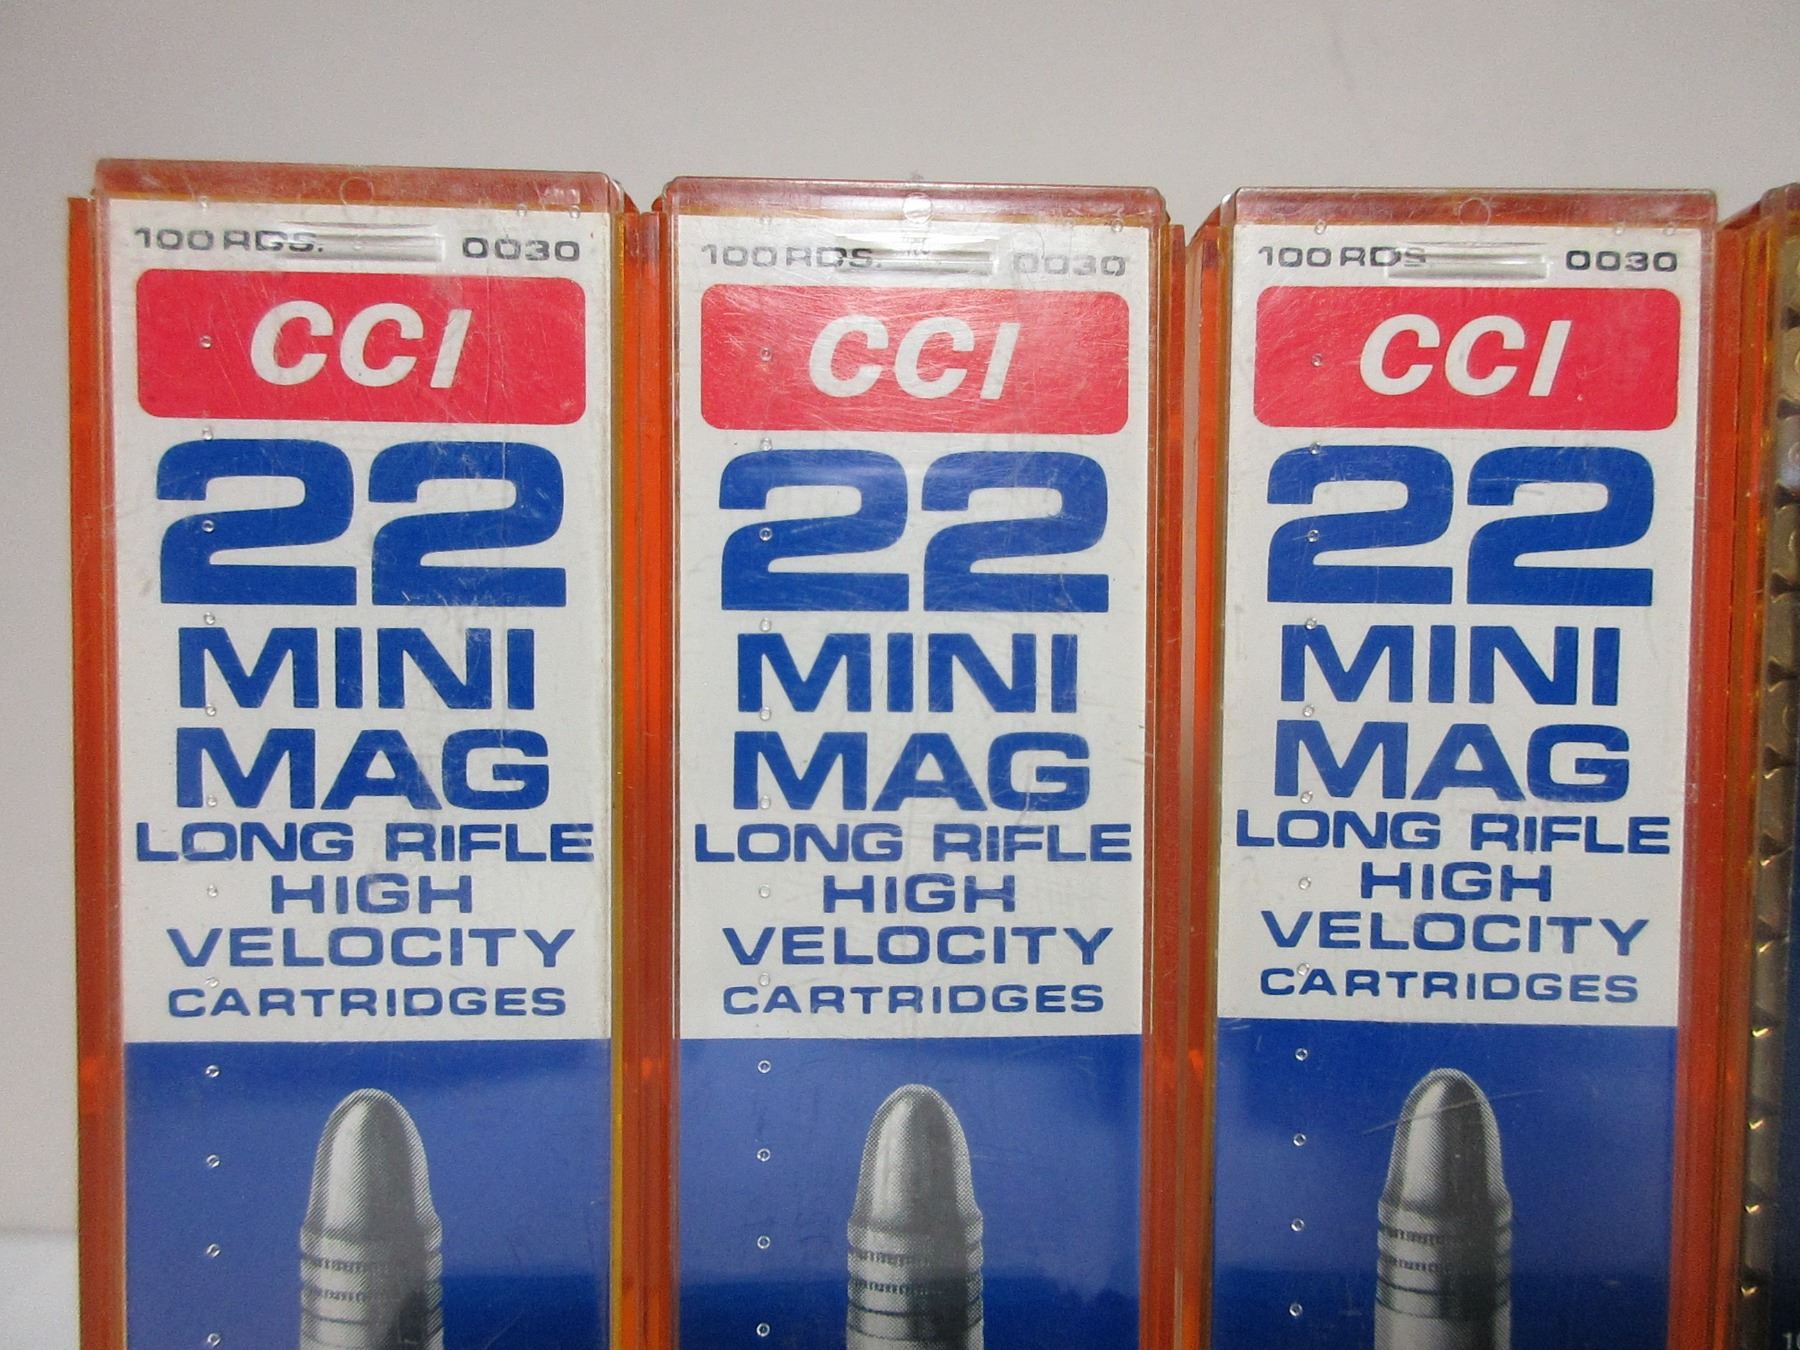 100 RDS. 0030
CCI
22
MINI
MAG
LONG RIFLE
HIGH
VELOCITY
CARTRIDGES
100 RDS. 0030
CCI
22
MINI
MAG
LONG RIFLE
HIGH
VELOCITY
CARTRIDGES
100 RDS 0030
CCI
22
MINI
MAG
LONG RIFLE
HIGH
VELOCITY
CARTRIDGES